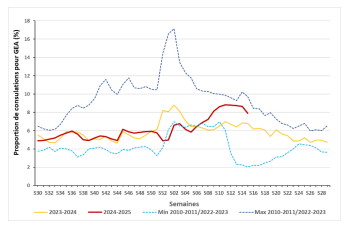 Proportion de consulations pour GEA (%)
18
16
14
12
10
8
6
4
2
0
S30 S32 S34 S36 S38 S40 S42 S44 S46 S48 S50 S52 S02 S04 S06 S08 S10 S12 S14 S16 S18 S20 S22 S24 S26 S28
Semaines
2023-2024 2024-2025 Min 2010-2011/2022-2023 Max 2010-2011/2022-2023